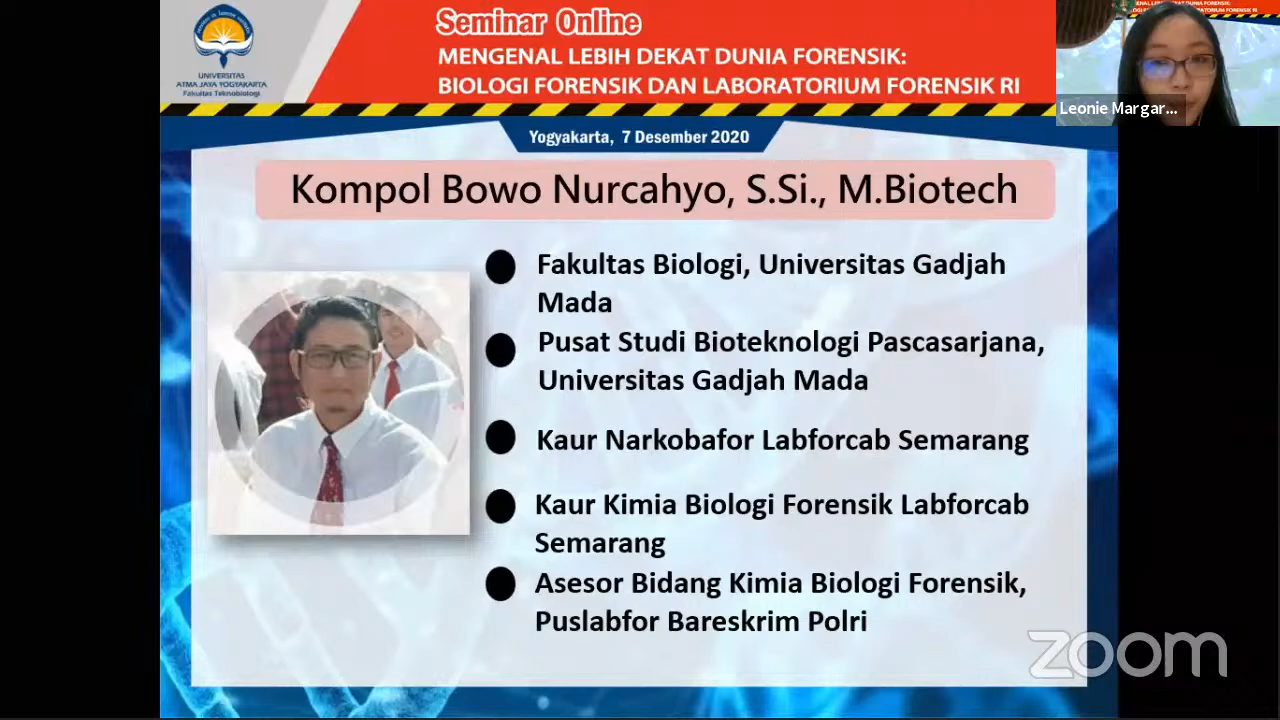 Seminar Online
MENGENAL LEBIH DEKAT DUNIA FORENSIK:
BIOLOGI FORENSIK DAN LABORATORIUM FORENSIK RI
UNIVERSITAS
ATMA JAYA YOGYAKARTA
Fakultas Teknobiologi
Leonie Margar...
Yogyakarta, 7 Desember 2020
Kompol Bowo Nurcahyo, S.Si., M.Biotech
Fakultas Biologi, Universitas Gadjah
Mada
Pusat Studi Bioteknologi Pascasarjana,
Universitas Gadjah Mada
Kaur Narkobafor Labforcab Semarang
Kaur Kimia Biologi Forensik Labforcab
Semarang
Asesor Bidang Kimia Biologi Forensik,
Puslabfor Bareskrim Polri
zoom